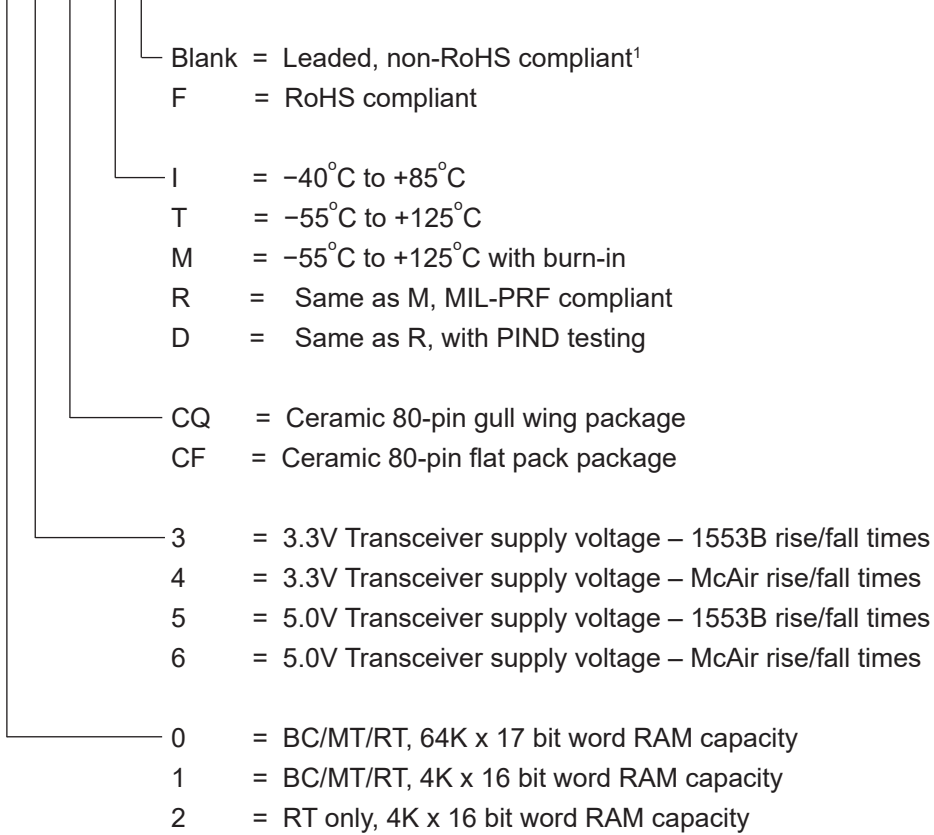 Blank = Leaded, non-RoHS compliant¹
F = RoHS compliant
I = −40°C to +85°C
T = −55°C to +125°C
M = −55°C to +125°C with burn-in
R = Same as M, MIL-PRF compliant
D = Same as R, with PIND testing
CQ = Ceramic 80-pin gull wing package
CF = Ceramic 80-pin flat pack package
3 = 3.3V Transceiver supply voltage – 1553B rise/fall times
4 = 3.3V Transceiver supply voltage – McAir rise/fall times
5 = 5.0V Transceiver supply voltage – 1553B rise/fall times
6 = 5.0V Transceiver supply voltage – McAir rise/fall times
0 = BC/MT/RT, 64K x 17 bit word RAM capacity
1 = BC/MT/RT, 4K x 16 bit word RAM capacity
2 = RT only, 4K x 16 bit word RAM capacity